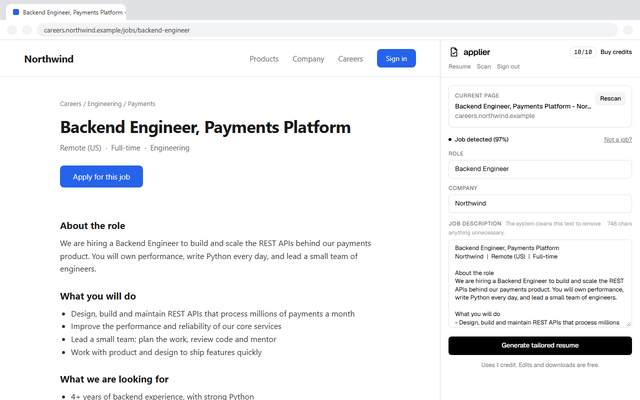 Backend Engineer, Payments Platform -
careers.northwind.example/jobs/backend-engineer
Northwind
Products Company Careers Sign in
Careers / Engineering / Payments
Backend Engineer, Payments Platform
Remote (US) · Full-time · Engineering
Apply for this job
About the role
We are hiring a Backend Engineer to build and scale the REST APIs behind our payments
product. You will own performance, write Python every day, and lead a small team of
engineers.
What you will do
• Design, build and maintain REST APIs that process millions of payments a month
• Improve the performance and reliability of our core services
• Lead a small team: plan the work, review code and mentor
• Work with product and design to ship features quickly
What we are looking for
• 4+ years of backend experience, with strong Python
applier 10/10 Buy credits
Resume Scan Sign out
CURRENT PAGE
Backend Engineer, Payments Platform - Nor...
careers.northwind.example
Rescan
Job detected (97%) Not a job?
ROLE
Backend Engineer
COMPANY
Northwind
JOB DESCRIPTION The system cleans this text to remove 748 chars
anything unnecessary.
Backend Engineer, Payments Platform
Northwind | Remote (US) | Full-time
About the role
We are hiring a Backend Engineer to build and scale the REST
APIs behind our payments product. You will own performance,
write Python every day, and lead a small team of engineers.
What you will do
- Design, build and maintain REST APIs that process millions
Generate tailored resume
Uses 1 credit. Edits and downloads are free.